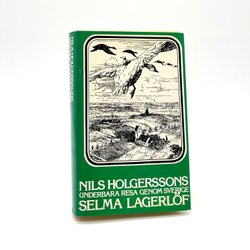 NILS HOLGERSSONS
UNDERBARA RESA GENOM SVERIGE
SELMA LAGERLÖF